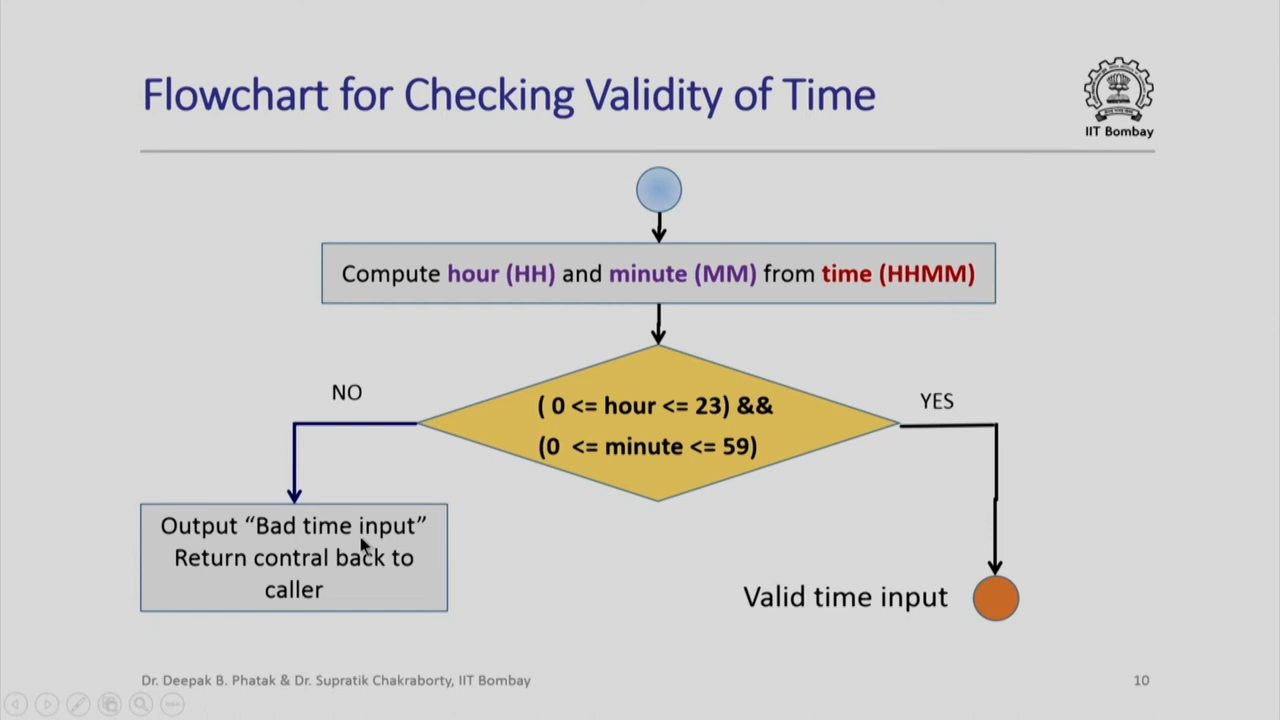 Flowchart for Checking Validity of Time
IIT Bombay
Compute hour (HH) and minute (MM) from time (HHMM)
NO
YES
( 0 <= hour <= 23) &&
(0 <= minute <= 59)
Output “Bad time input”
Return contral back to
caller
Valid time input
Dr. Deepak B. Phatak & Dr. Supratik Chakraborty, IIT Bombay
10